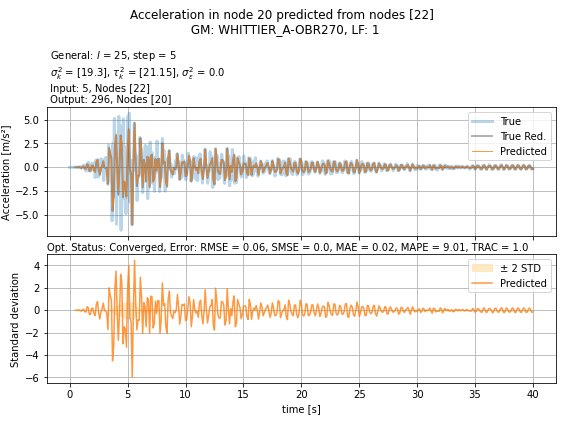 Acceleration in node 20 predicted from nodes [22]
GM: WHITTIER_A-OBR270, LF: 1
General: l = 25, step = 5
σ²ₖ = [19.3], τ²ₖ = [21.15], σ²ε = 0.0
Input: 5, Nodes [22]
Output: 296, Nodes [20]
Acceleration [m/s²]
5.0
2.5
0.0
−2.5
−5.0
True
True Red.
Predicted
Opt. Status: Converged, Error: RMSE = 0.06, SMSE = 0.0, MAE = 0.02, MAPE = 9.01, TRAC = 1.0
Standard deviation
4
2
0
−2
−4
−6
± 2 STD
Predicted
0 5 10 15 20 25 30 35 40
time [s]